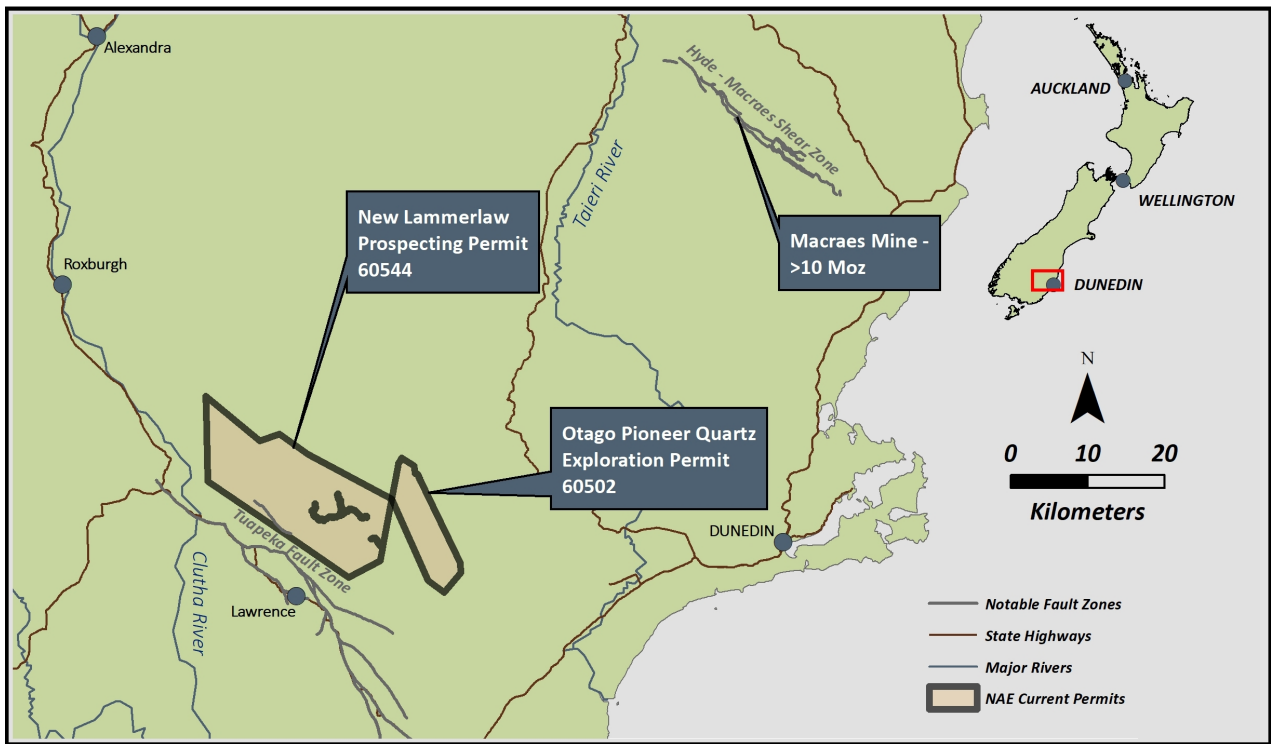 Alexandra
Hyde - Macraes Shear Zone
AUCKLAND
WELLINGTON
DUNEDIN
Taieri River
New Lammerlaw
Prospecting Permit
60544
Macraes Mine -
>10 Moz
Roxburgh
N
0 10 20
Kilometers
Otago Pioneer Quartz
Exploration Permit
60502
Tuapeka Fault Zone
DUNEDIN
Clutha River
Lawrence
Notable Fault Zones
State Highways
Major Rivers
NAE Current Permits